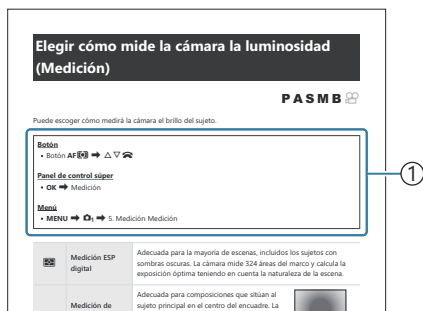 Elegir cómo mide la cámara la luminosidad
(Medición)
PASMB
Puede escoger cómo medirá la cámara el brillo del sujeto.
Botón
• Botón AF ➡ △▽
Panel de control súper
• OK ➡ Medición
Menú
• MENU ➡ 1 ➡ 5. Medición Medición
1
Medición ESP
digital
Adecuada para la mayoría de escenas, incluidos los sujetos con
sombras oscuras. La cámara mide 324 áreas del marco y calcula la
exposición óptima teniendo en cuenta la naturaleza de la escena.
Medición de
Adecuada para composiciones que sitúan al
sujeto principal en el centro del encuadre. La